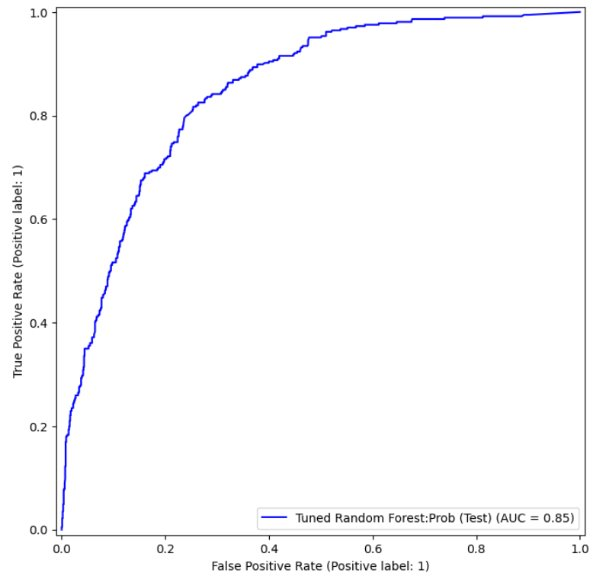 1.0
0.8
0.6
0.4
0.2
0.0
True Positive Rate (Positive label: 1)
Tuned Random Forest:Prob (Test) (AUC = 0.85)
0.0 0.2 0.4 0.6 0.8 1.0
False Positive Rate (Positive label: 1)